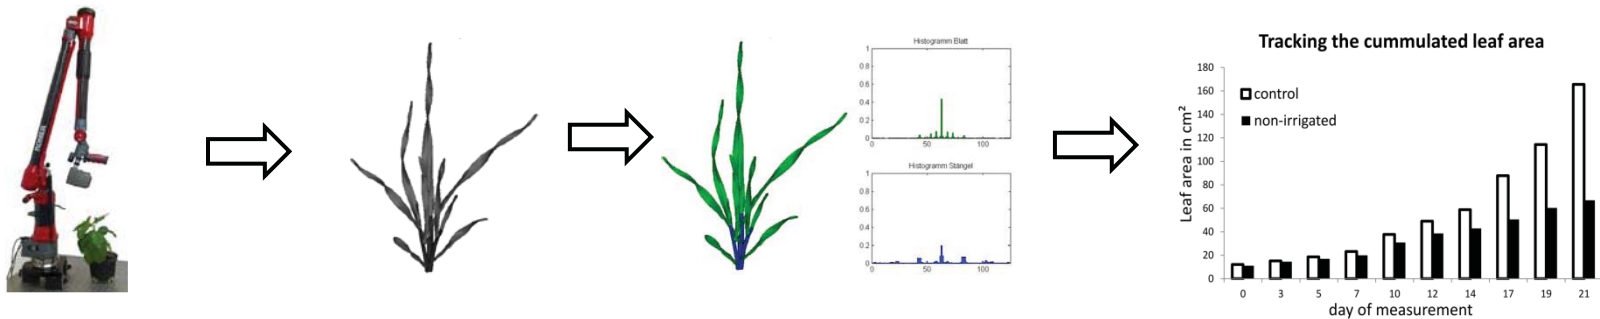 ROMER
Histogramm Blatt
1
0.8
0.6
0.4
0.2
0
0 50 100
Histogramm Stängel
1
0.8
0.6
0.4
0.2
0
0 50 100
Tracking the cummulated leaf area
Leaf area in cm²
180
160
140
120
100
80
60
40
20
0
control
non-irrigated
0 3 5 7 10 12 14 17 19 21
day of measurement